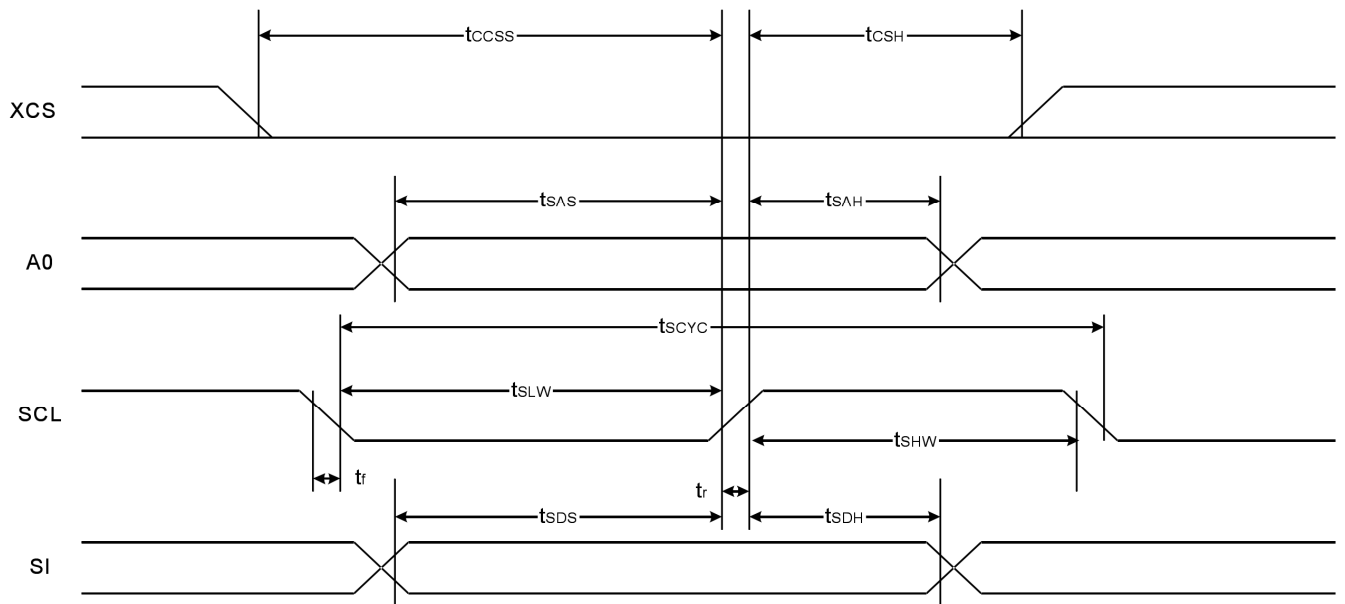 tCCSS tCSH
XCS
tSAS tSAH
A0
tSCYC
SCL
tSLW
tSHW
tf
tr
tSDS tSDH
SI